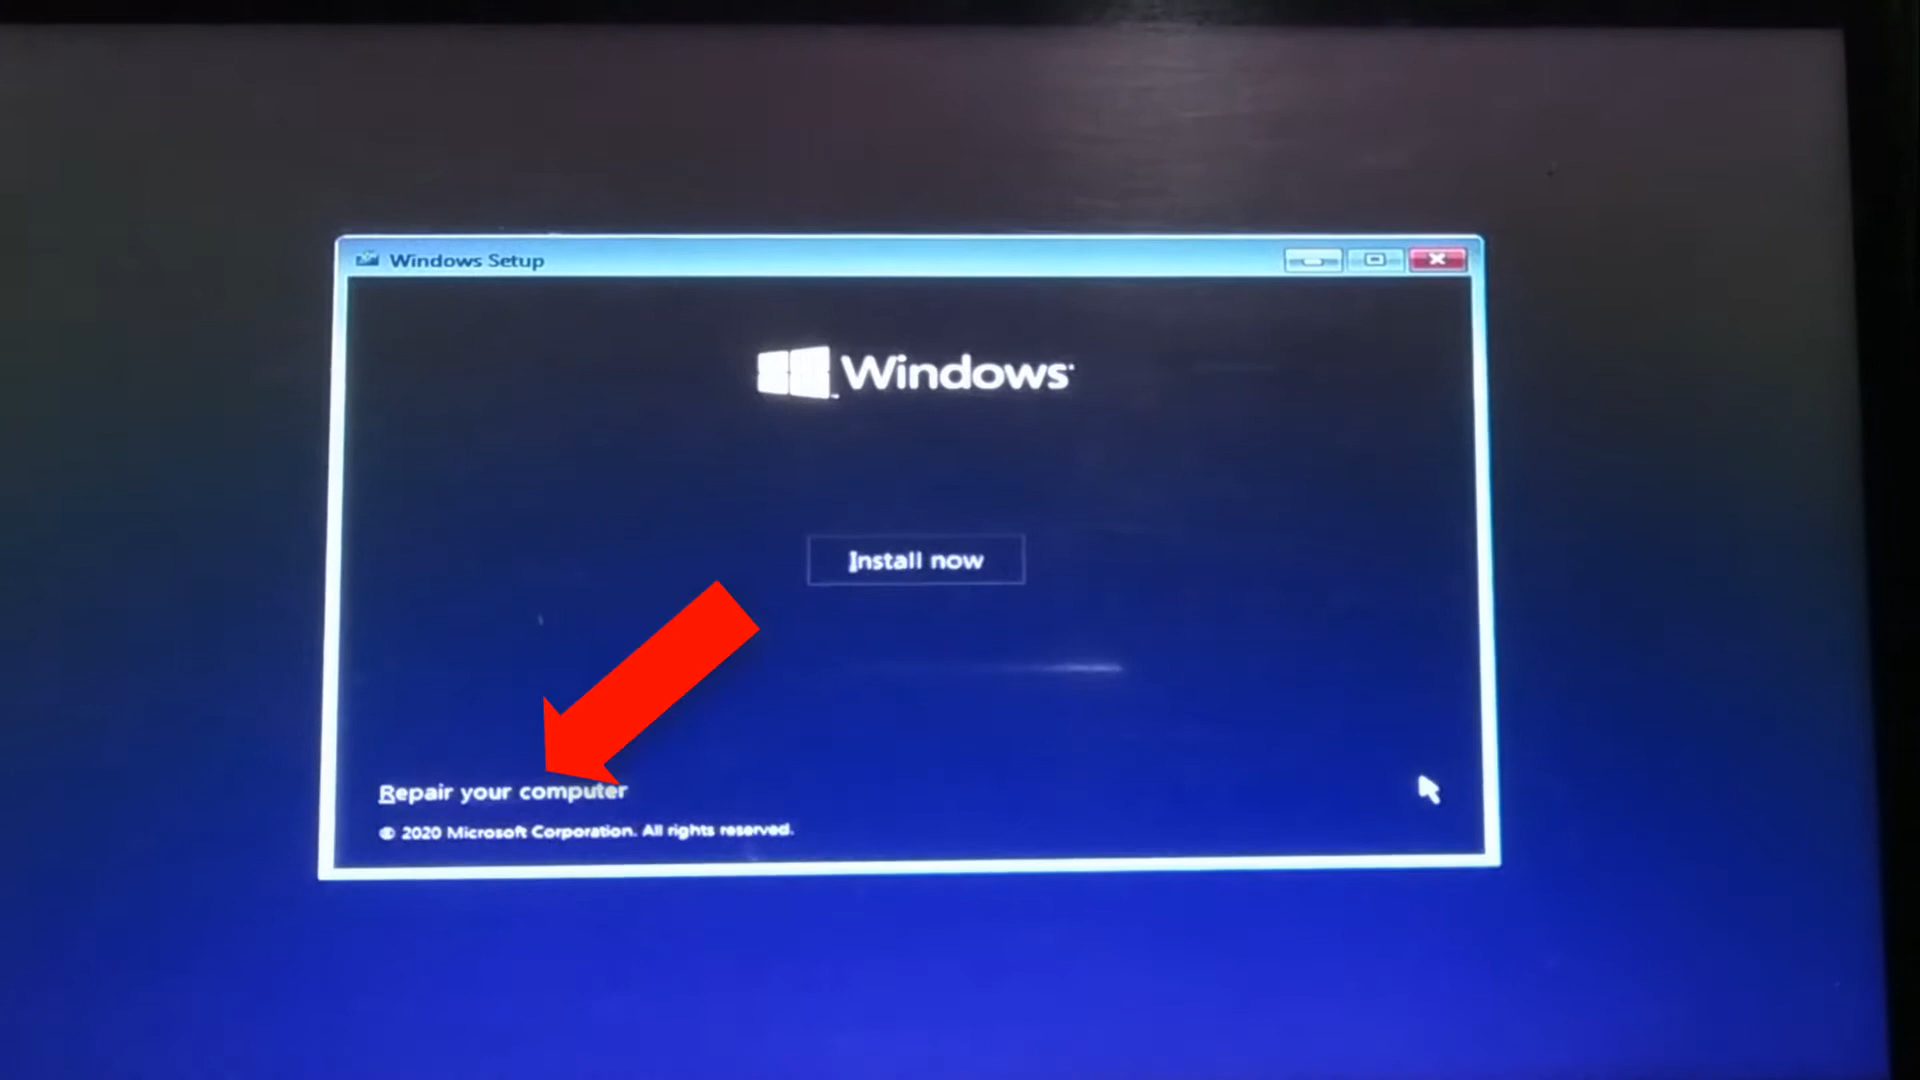 Windows Setup
Windows
Install now
Repair your computer
© 2020 Microsoft Corporation. All rights reserved.